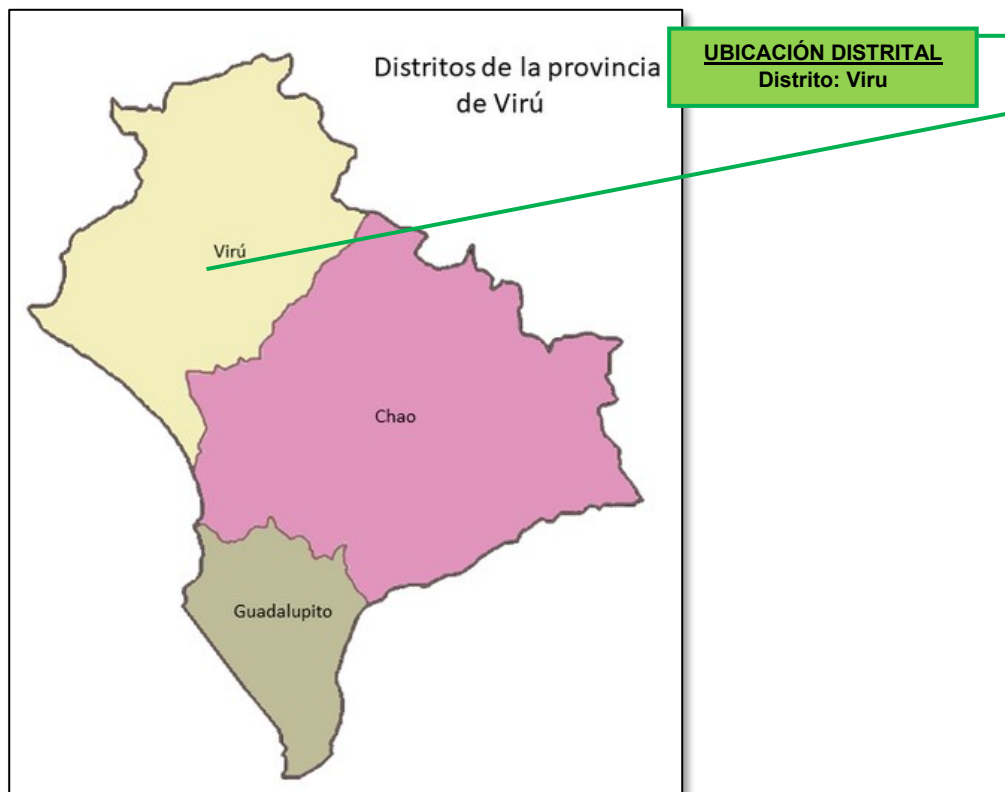 Distritos de la provincia
de Virú
UBICACIÓN DISTRITAL
Distrito: Viru
Virú
Chao
Guadalupito